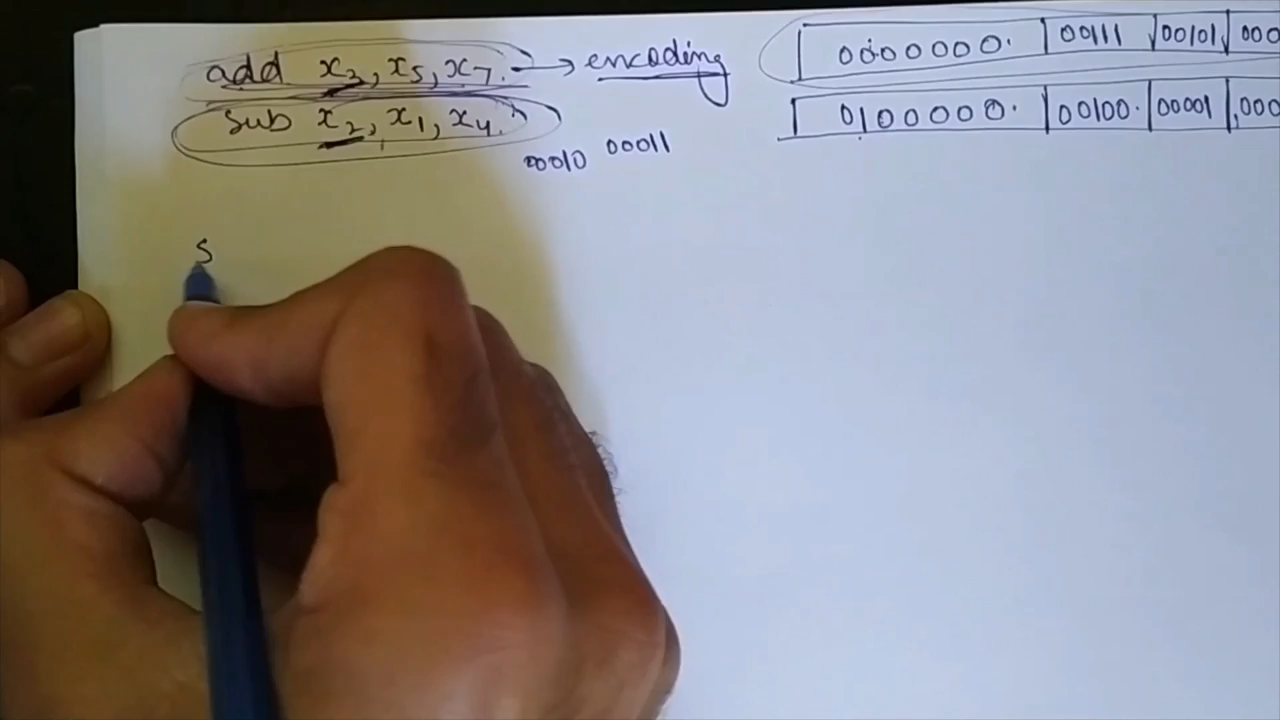 add x3, x5, x7. → encoding 0000000. 00111 00101 000
sub x2, x1, x4. 0100000. 00100. 00001 000
00010 00011
S